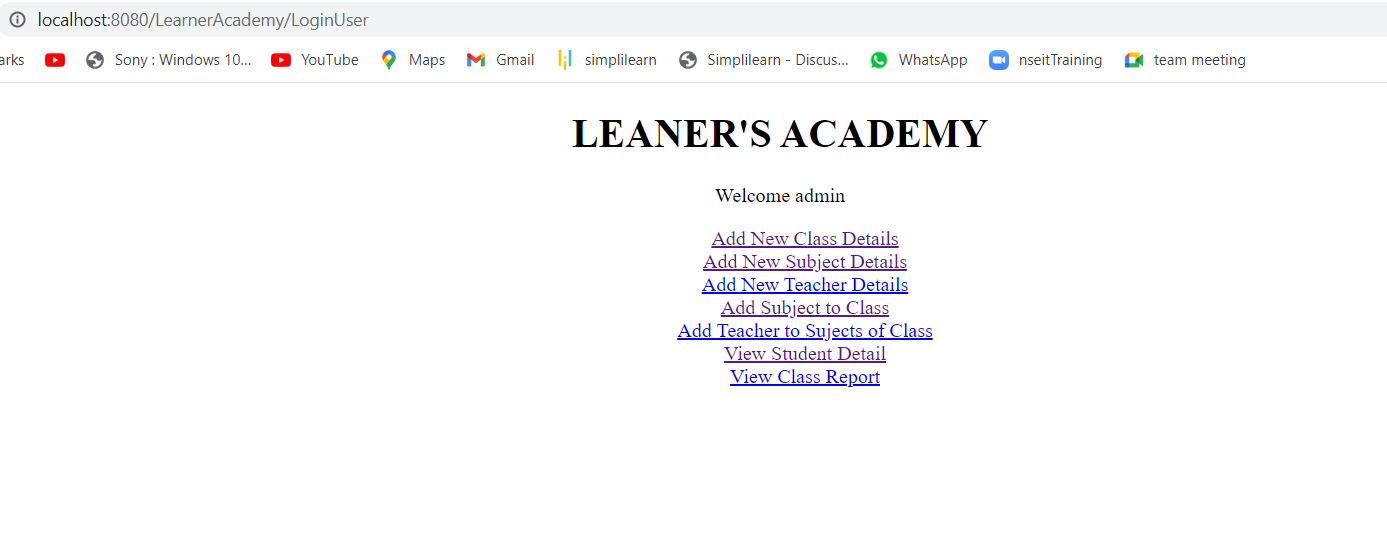 localhost:8080/LearnerAcademy/LoginUser
arks Sony : Windows 10... YouTube Maps Gmail simplilearn Simplilearn - Discus... WhatsApp nseitTraining team meeting
LEANER'S ACADEMY
Welcome admin
Add New Class Details
Add New Subject Details
Add New Teacher Details
Add Subject to Class
Add Teacher to Sujects of Class
View Student Detail
View Class Report